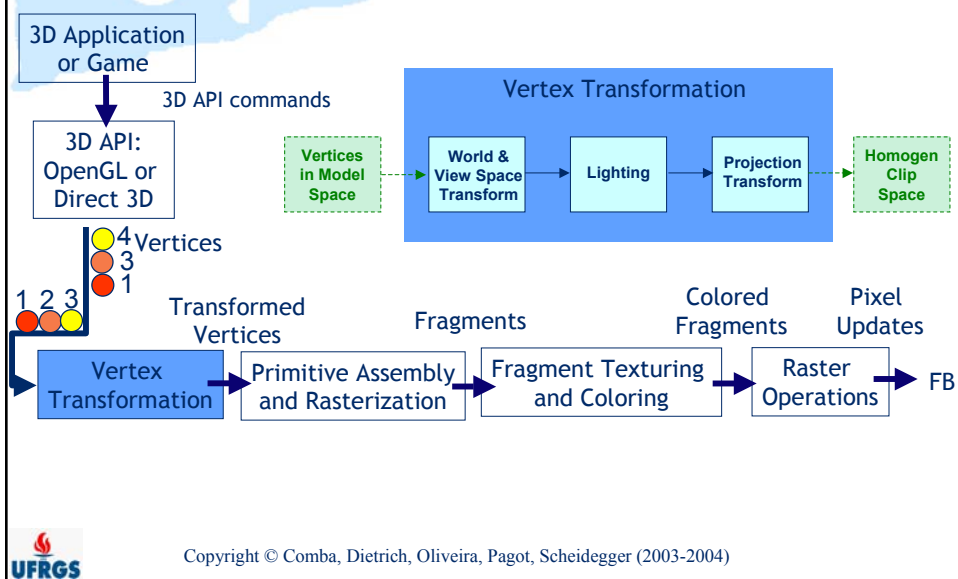 3D Application
or Game
3D API commands
3D API:
OpenGL or
Direct 3D
Vertex Transformation
Vertices
in Model
Space
World &
View Space
Transform
Lighting
Projection
Transform
Homogen
Clip
Space
4 Vertices
3
1
1 2 3
Transformed
Vertices
Fragments
Colored
Fragments
Pixel
Updates
Vertex
Transformation
Primitive Assembly
and Rasterization
Fragment Texturing
and Coloring
Raster
Operations
FB
UFRGS
Copyright © Comba, Dietrich, Oliveira, Pagot, Scheidegger (2003-2004)